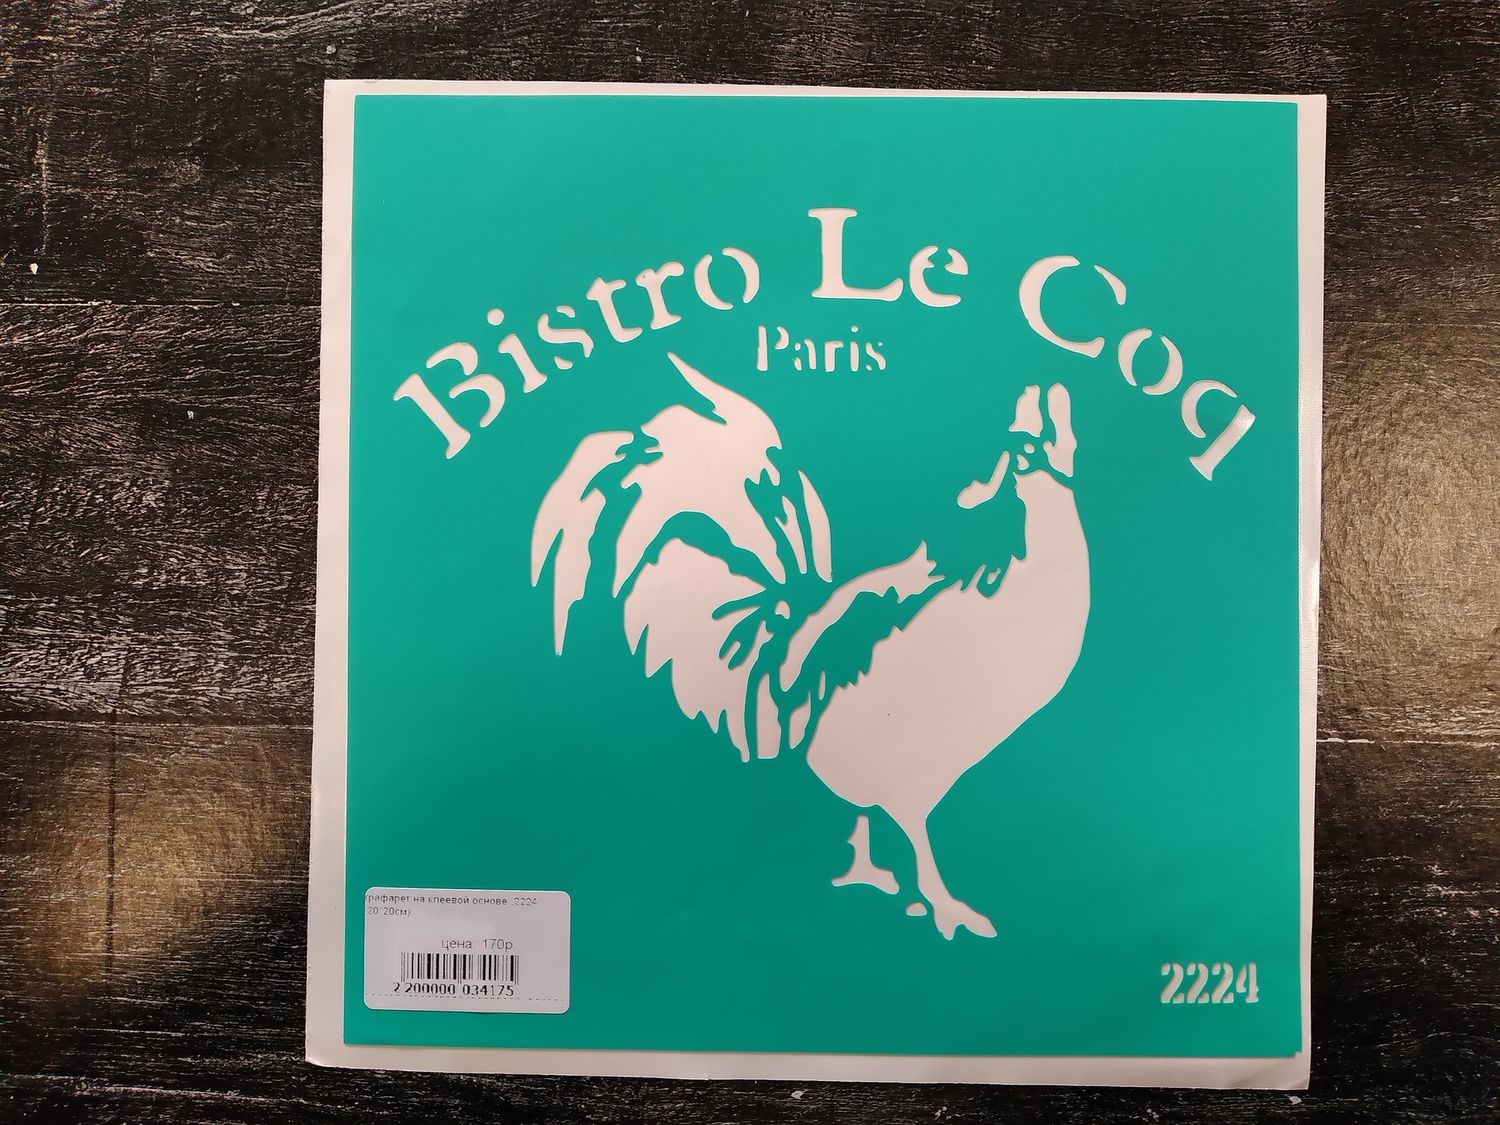 Bistro Le Coq
Paris
трафарет на клеевой основе .2224
20*20см)
цена: 170р.
2 200000 034175
2224